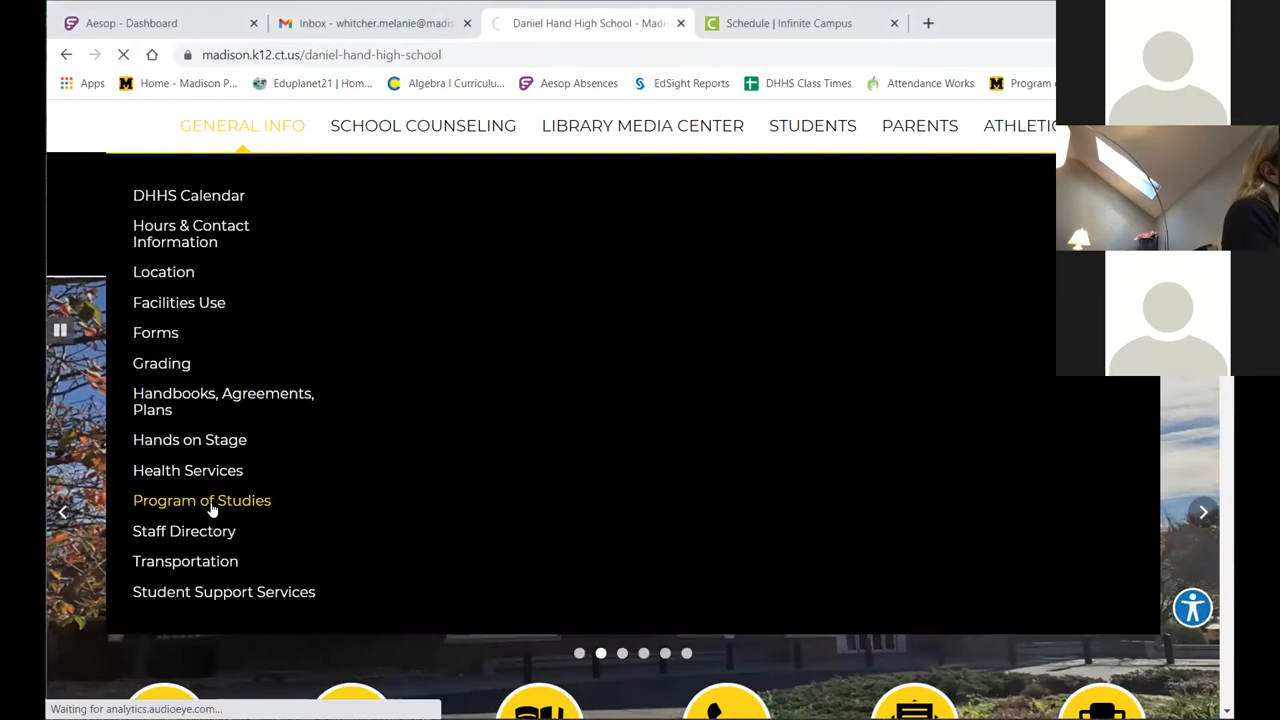 Aesop - Dashboard
Inbox - whitcher.melanie@madis
Daniel Hand High School - Madi
Schedule | Infinite Campus
madison.k12.ct.us/daniel-hand-high-school
Apps
Home - Madison P...
Eduplanet21 | Hom...
Algebra I Curriculu...
Aesop Absences
EdSight Reports
DHHS Class Times
Attendance Works
Program o
GENERAL INFO
SCHOOL COUNSELING
LIBRARY MEDIA CENTER
STUDENTS
PARENTS
ATHLETIC
DHHS Calendar
Hours & Contact
Information
Location
Facilities Use
Forms
Grading
Handbooks, Agreements,
Plans
Hands on Stage
Health Services
Program of Studies
Staff Directory
Transportation
Student Support Services
Waiting for analytics.audioeye.com...